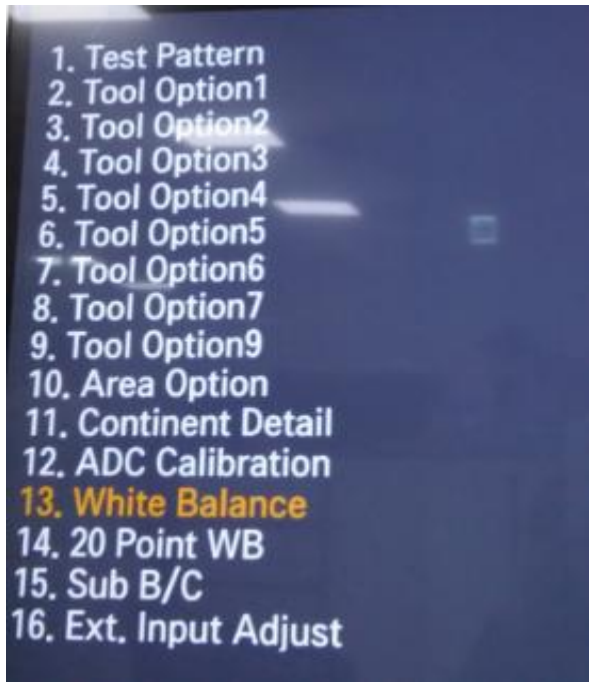 1. Test Pattern
2. Tool Option1
3. Tool Option2
4. Tool Option3
5. Tool Option4
6. Tool Option5
7. Tool Option6
8. Tool Option7
9. Tool Option9
10. Area Option
11. Continent Detail
12. ADC Calibration
13. White Balance
14. 20 Point WB
15. Sub B/C
16. Ext. Input Adjust